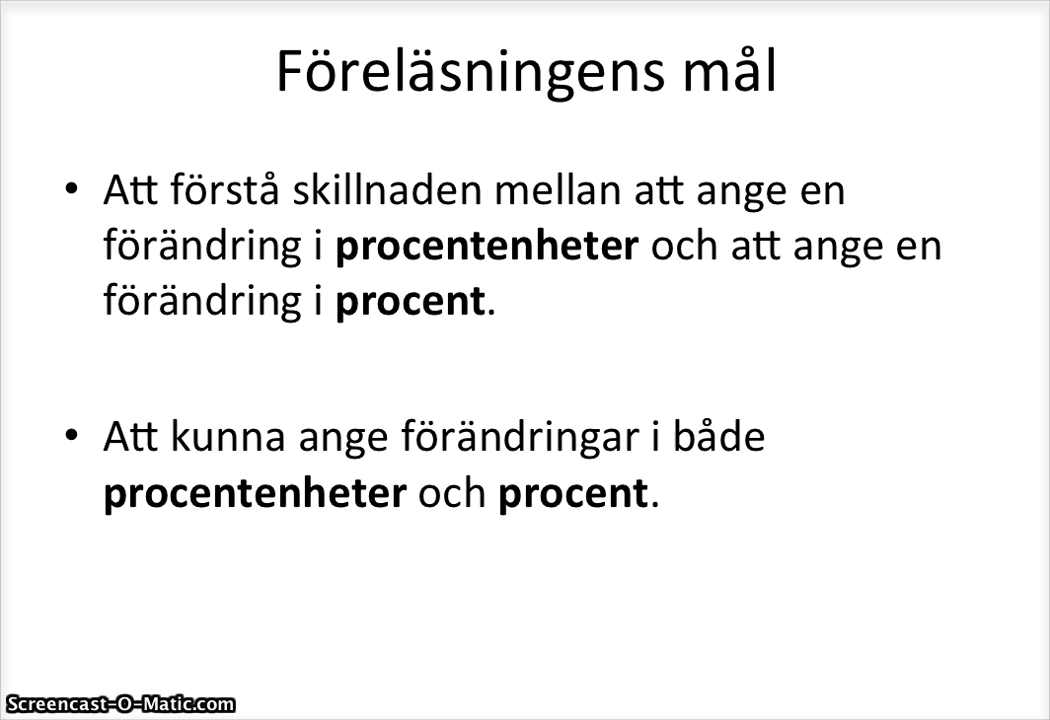 Föreläsningens mål
• Att förstå skillnaden mellan att ange en
förändring i procentenheter och att ange en
förändring i procent.
• Att kunna ange förändringar i både
procentenheter och procent.
Screencast-O-Matic.com